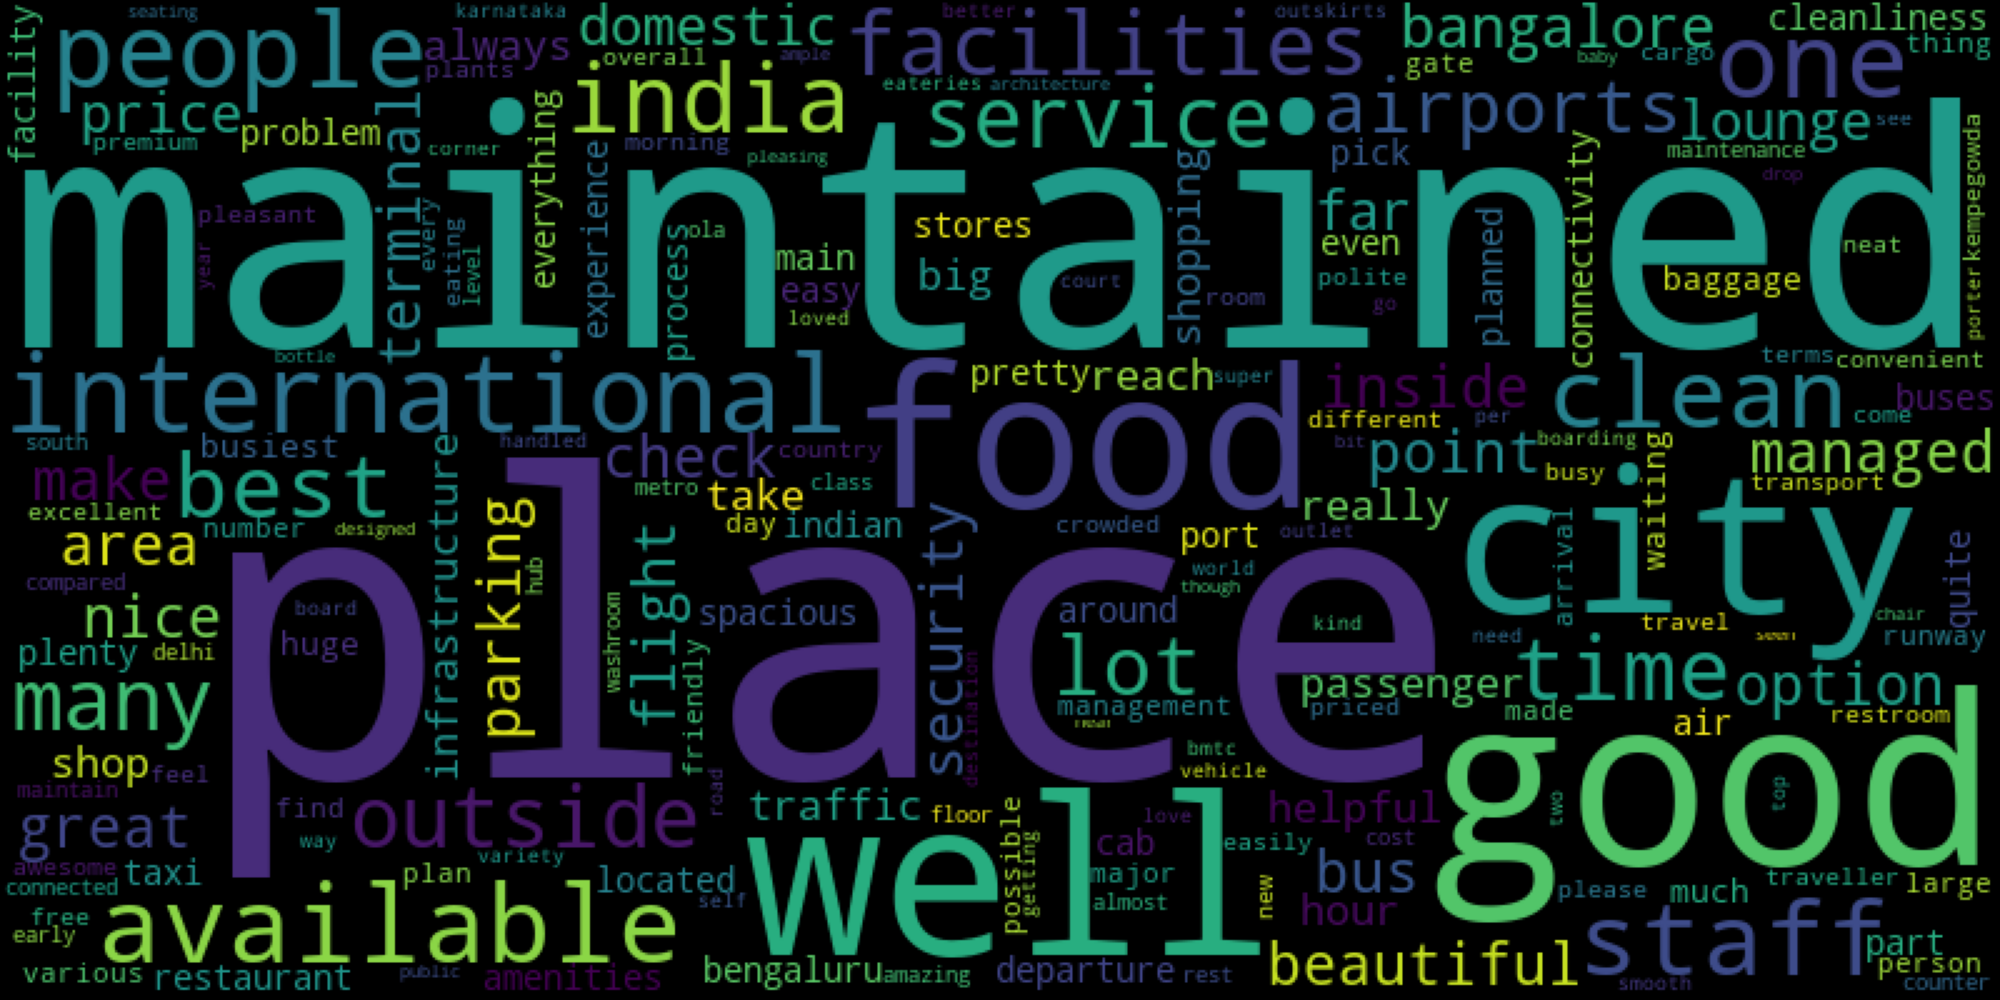 seating
karnataka
better
outskirts
cleanliness
facility
people
always
domestic
facilities
bangalore
one
thing
overall
ample
baby
cargo
plants
gate
india
eateries
architecture
service
airports
lounge
see
price
problem
premium
terminal
everything
corner
morning
pleasing
pick
connectivity
maintenance
drop
kempegowda
porter
maintained
pleasant
experience
shopping
far
planned
every
eating
level
process
ola
stores
even
neat
main
big
court
polite
baggage
year
easy
room
go
loved
bottle
terms
convenient
international
food
pretty
reach
super
inside
clean
buses
different
per
come
south
busiest
handled
check
country
bit
point
boarding
waiting
managed
make
best
infrastructure
parking
metro
take
class
busy
transport
excellent
number
designed
day
indian
security
crowded
port
outlet
really
city
area
flight
hub
world
though
arrival
quite
compared
place
nice
board
huge
washroom
spacious
around
kind
need
travel
chair
runway
plenty
delhi
friendly
lot
passenger
time
option
many
management
priced
made
air
restroom
destination
bmtc
vehicle
good
shop
feel
maintain
great
find
outside
road
traffic
floor
possible
getting
well
love
helpful
two
top
way
variety
cab
easily
cost
awesome
taxi
connected
plan
located
major
bus
please
much
traveller
large
self
almost
new
hour
free
early
available
staff
part
various
restaurant
public
amenities
bengaluru
amazing
departure
rest
beautiful
smooth
person
counter